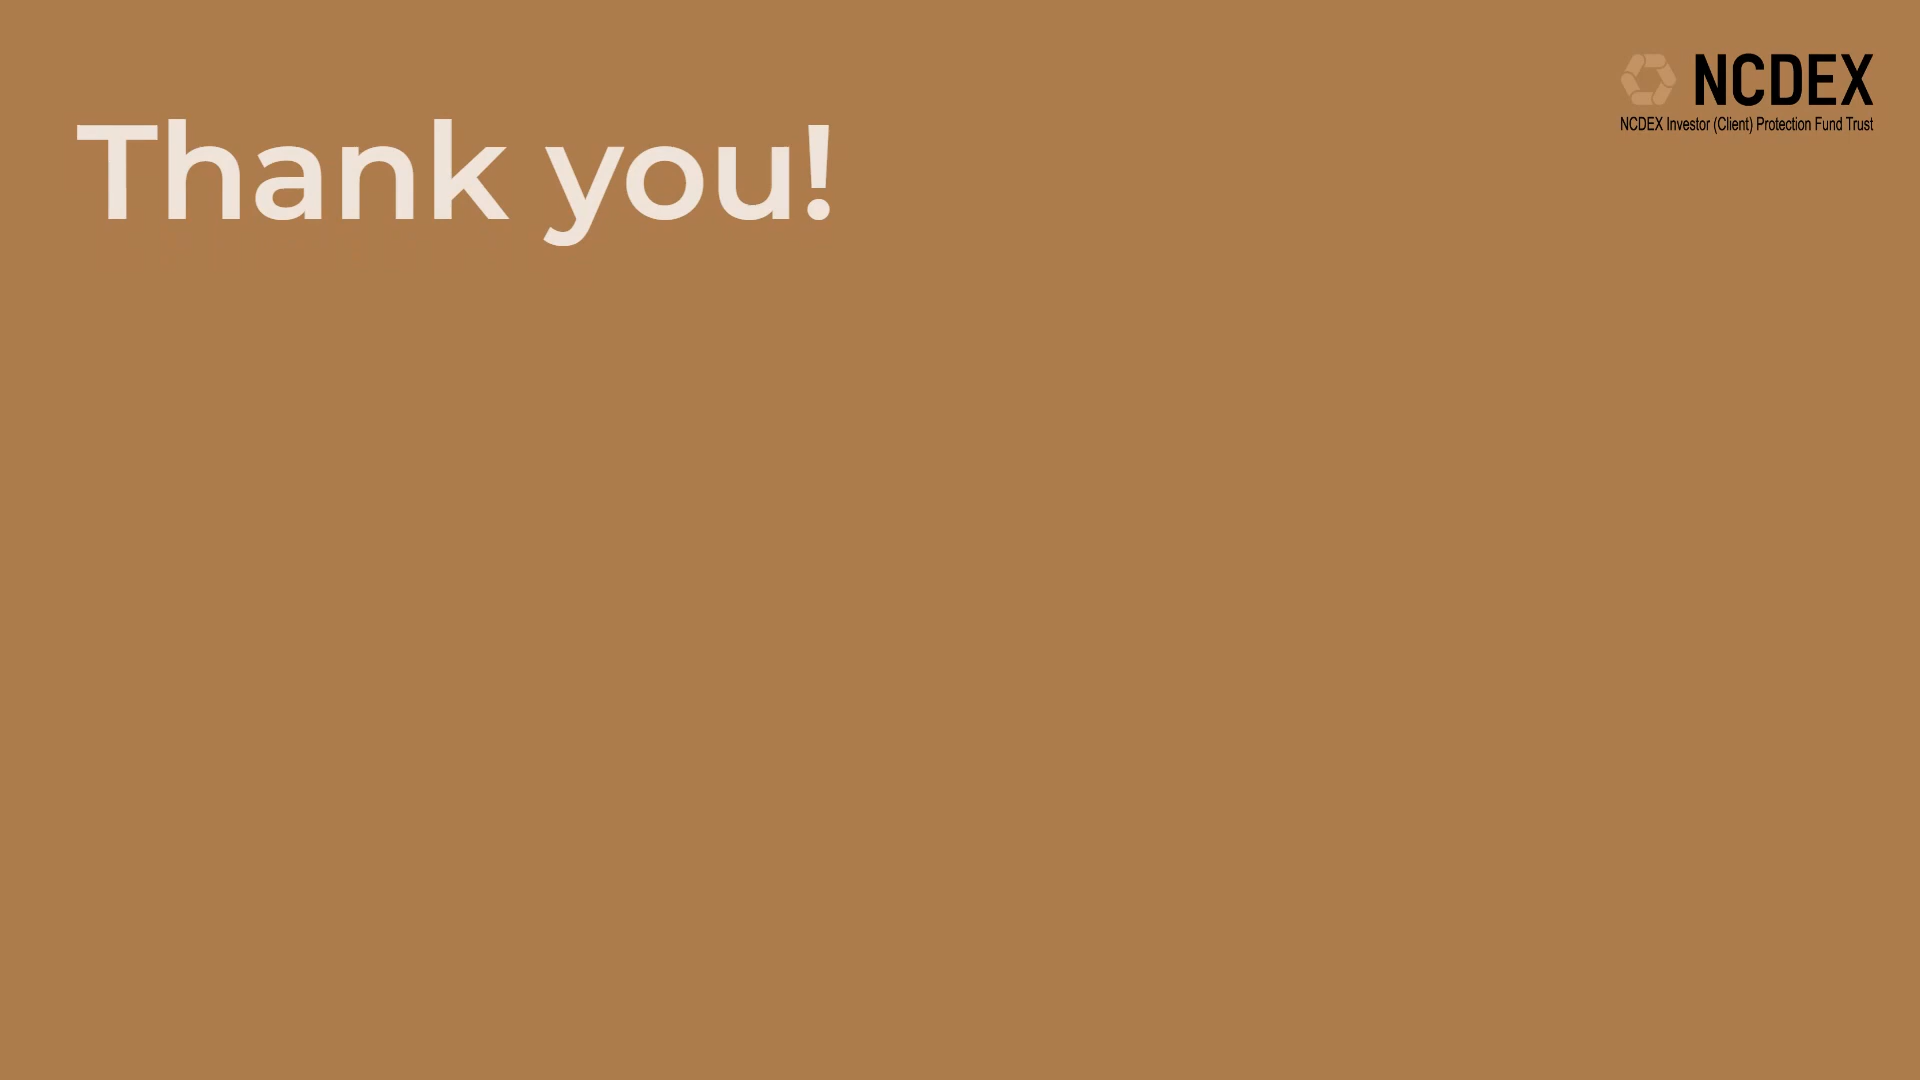 Thank you!
NCDEX
NCDEX Investor (Client) Protection Fund Trust